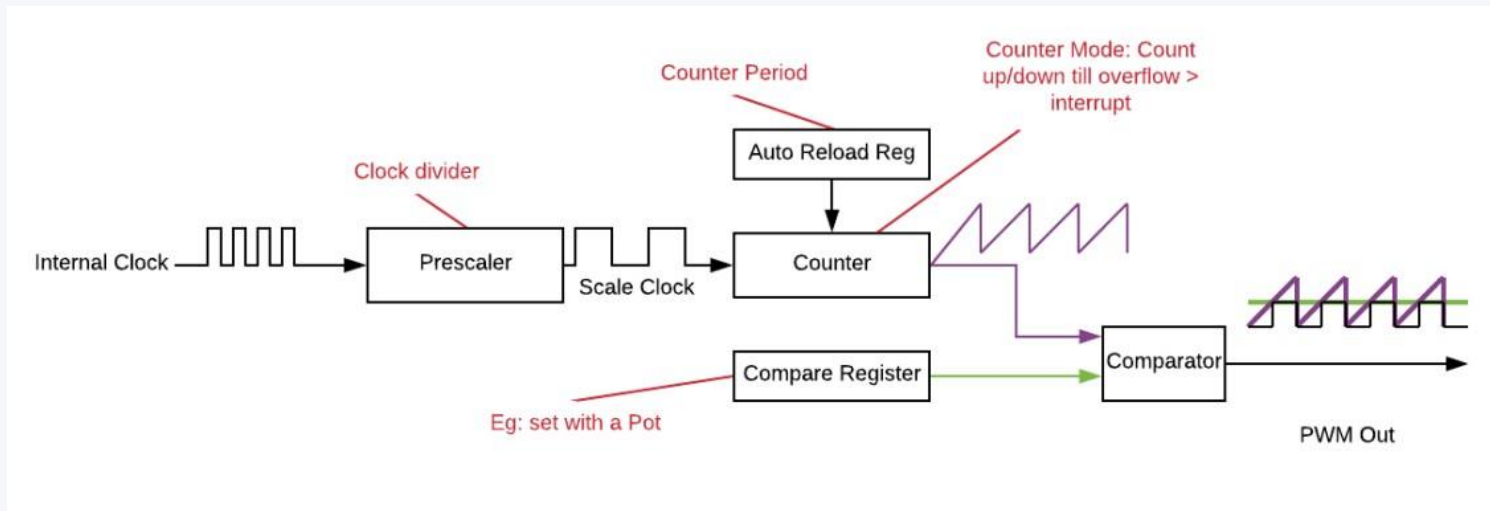 Counter Mode: Count
up/down till overflow >
interrupt
Counter Period
Auto Reload Reg
Clock divider
Internal Clock
Prescaler
Scale Clock
Counter
Compare Register
Comparator
Eg: set with a Pot
PWM Out